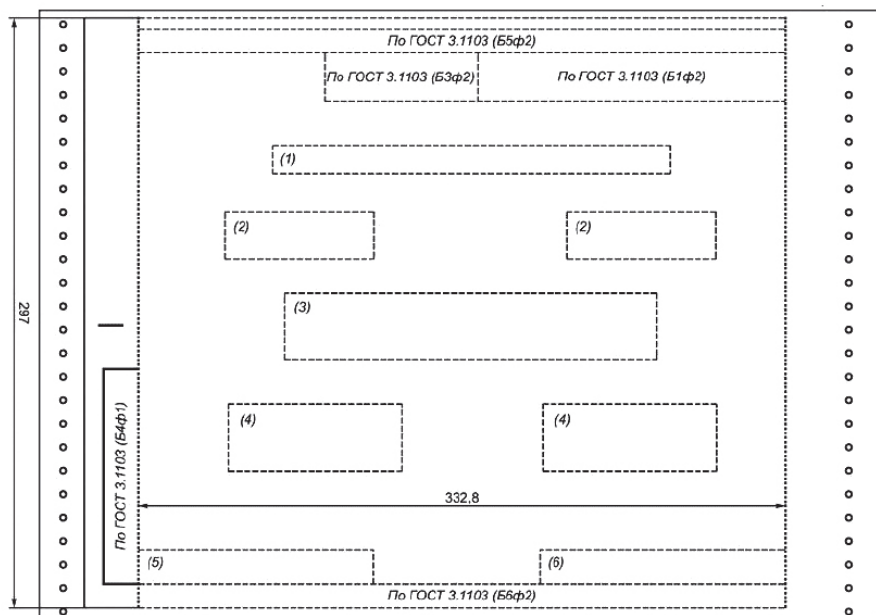 По ГОСТ 3.1103 (Б5ф2)
По ГОСТ 3.1103 (Б3ф2)
По ГОСТ 3.1103 (Б1ф2)
(1)
(2)
(2)
(3)
297
(4)
(4)
По ГОСТ 3.1103 (Б4ф1)
332,8
(5)
(6)
По ГОСТ 3.1103 (Б6ф2)